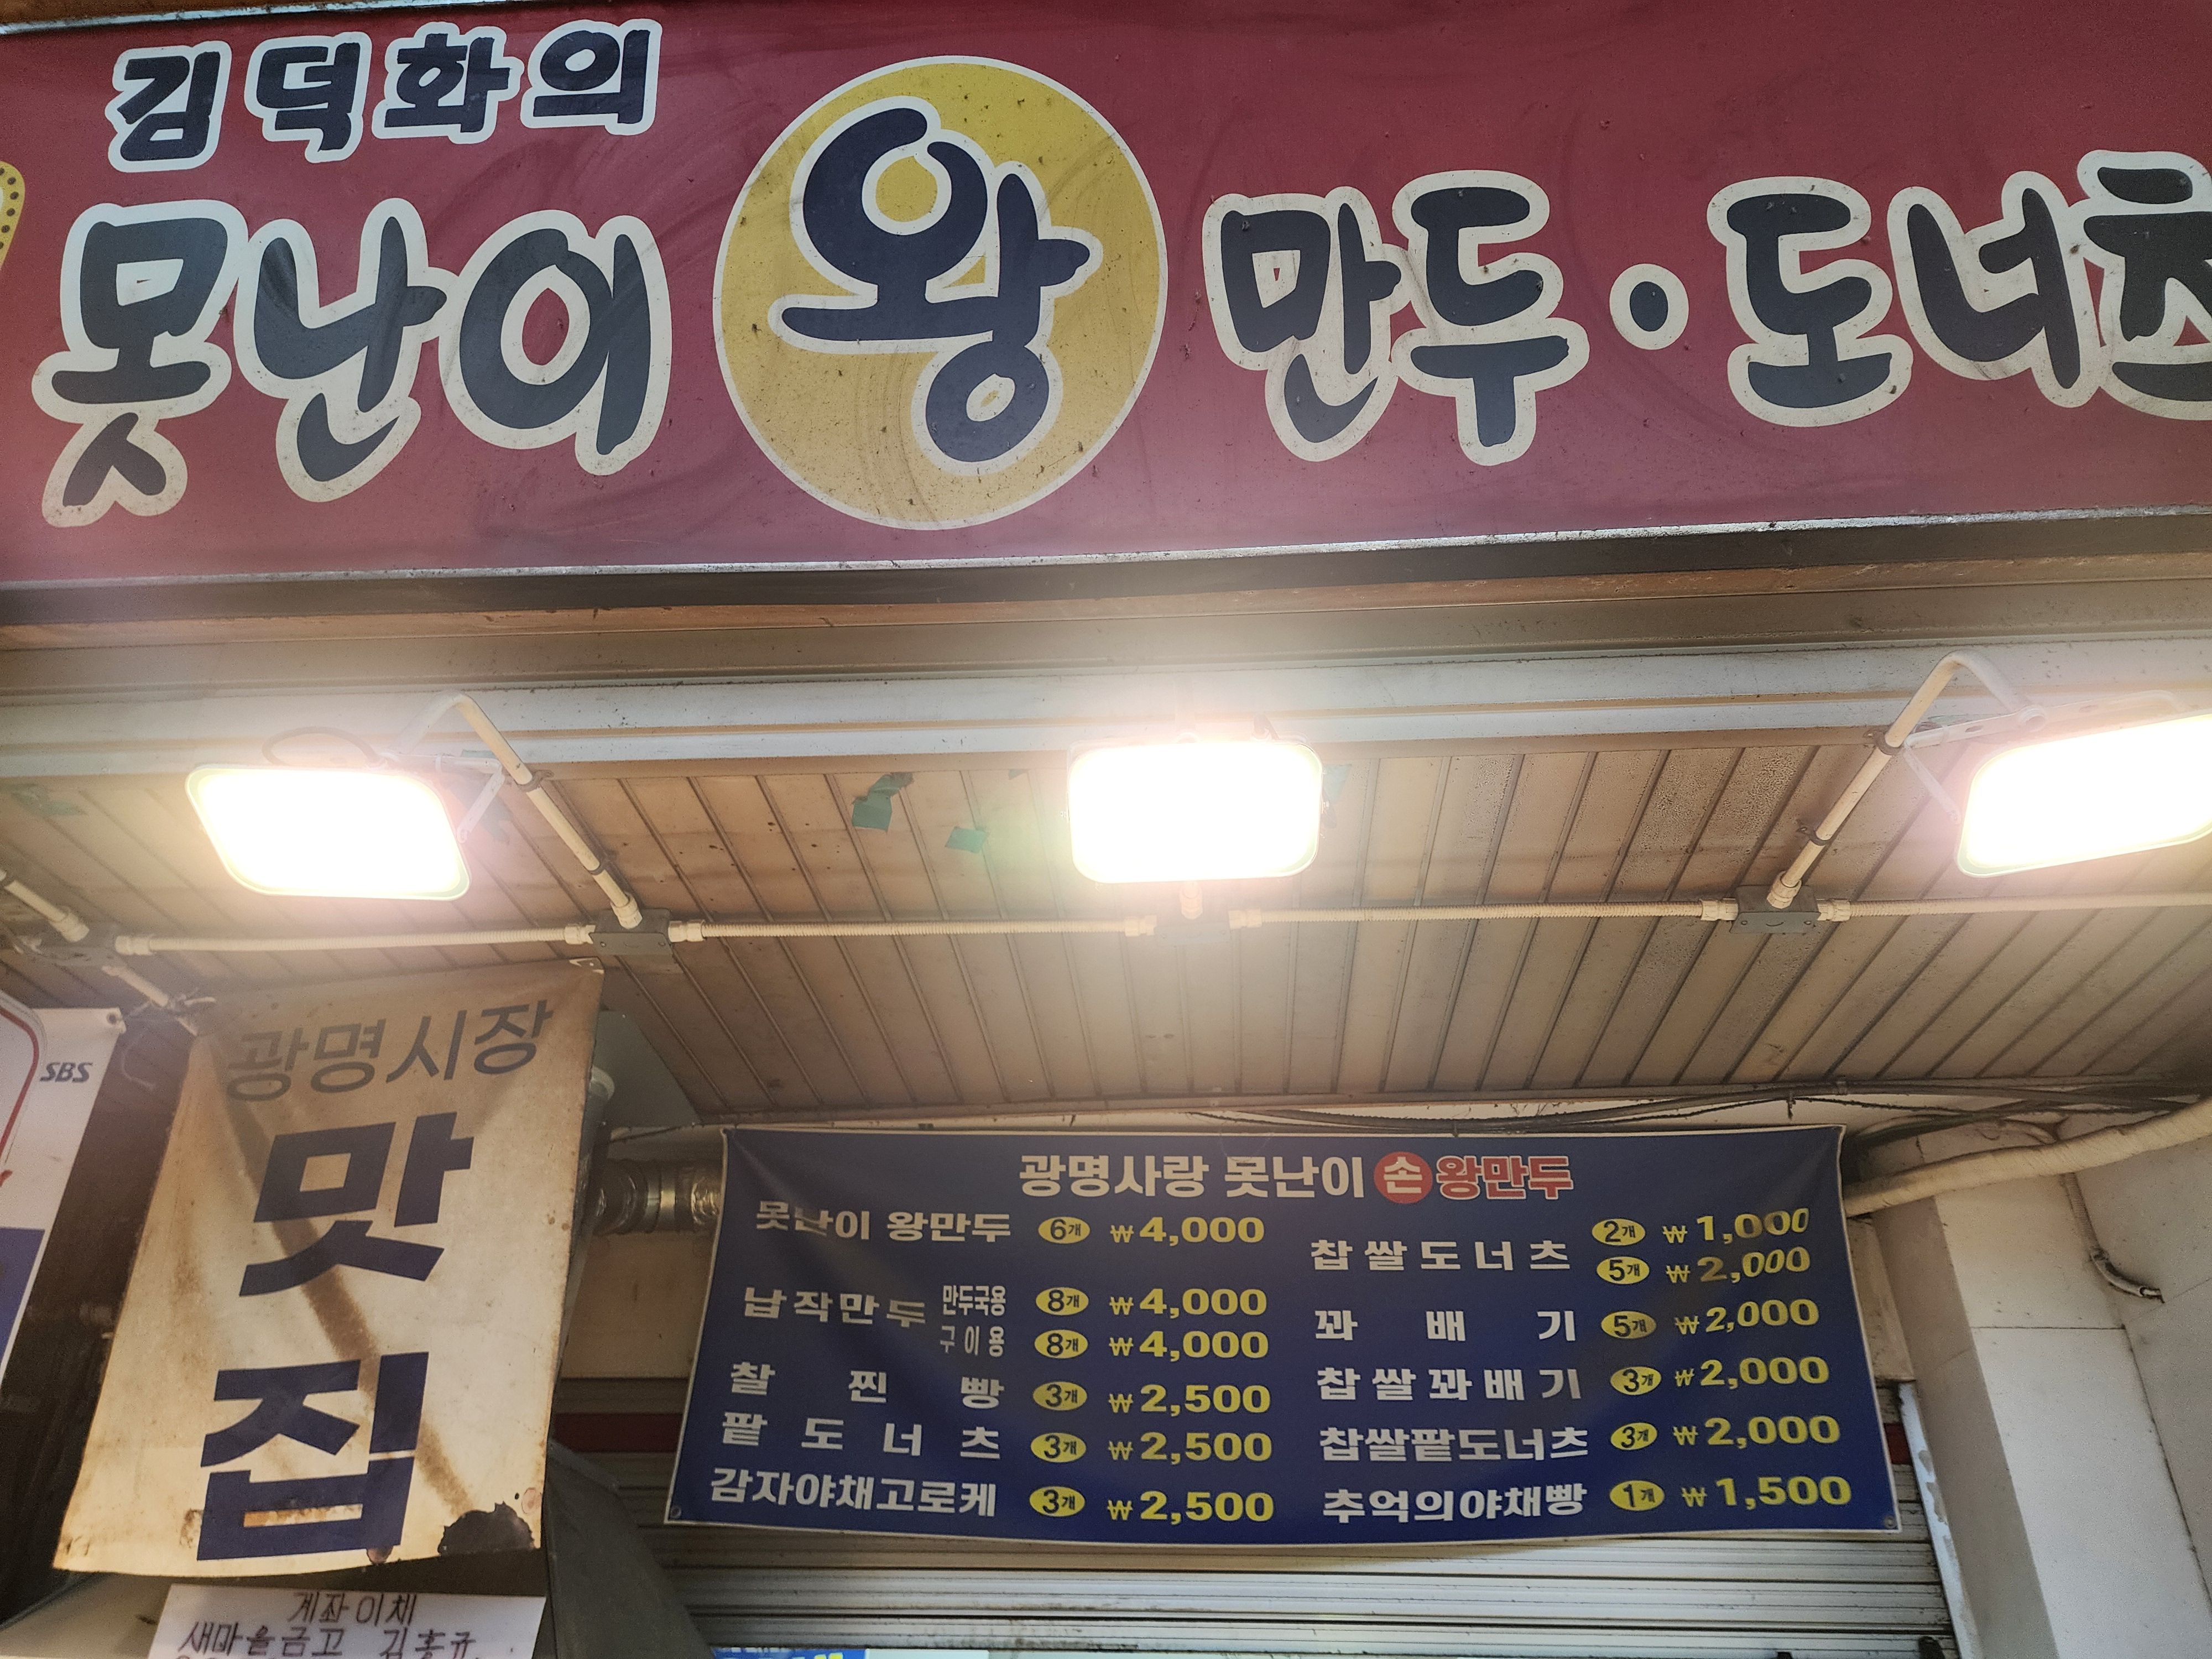 김덕화의
못난이 왕 만두·도너츠
SBS
광명시장
맛
집
광명사랑 못난이 손 왕만두
못난이 왕만두 6개 ₩4,000
납작만두 만두국용 8개 ₩4,000
구이용 8개 ₩4,000
찰찐빵 3개 ₩2,500
팥도너츠 3개 ₩2,500
감자야채고로케 3개 ₩2,500
찹쌀도너츠 2개 ₩1,000
5개 ₩2,000
꽈배기 5개 ₩2,000
찹쌀꽈배기 3개 ₩2,000
찹쌀팥도너츠 3개 ₩2,000
추억의야채빵 1개 ₩1,500
계좌이체
새마을금고 김홍규